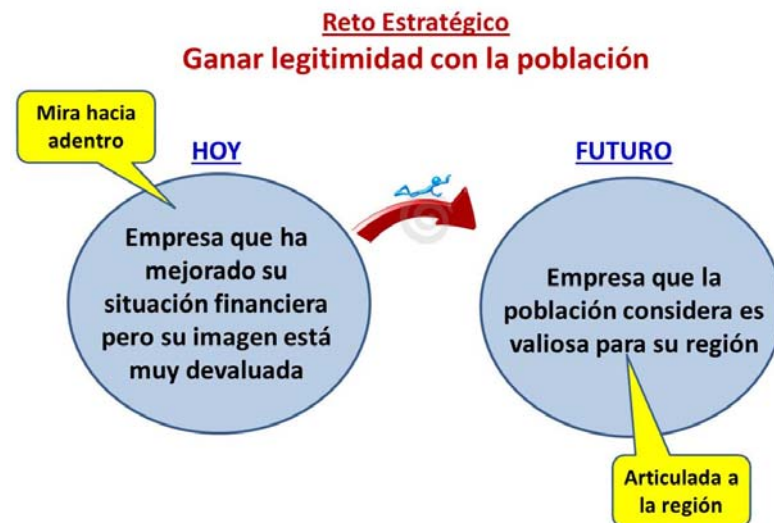 Reto Estratégico
Ganar legitimidad con la población
Mira hacia
adentro
HOY
Empresa que ha
mejorado su
situación financiera
pero su imagen está
muy devaluada
FUTURO
Empresa que la
población considera es
valiosa para su región
Articulada a
la región